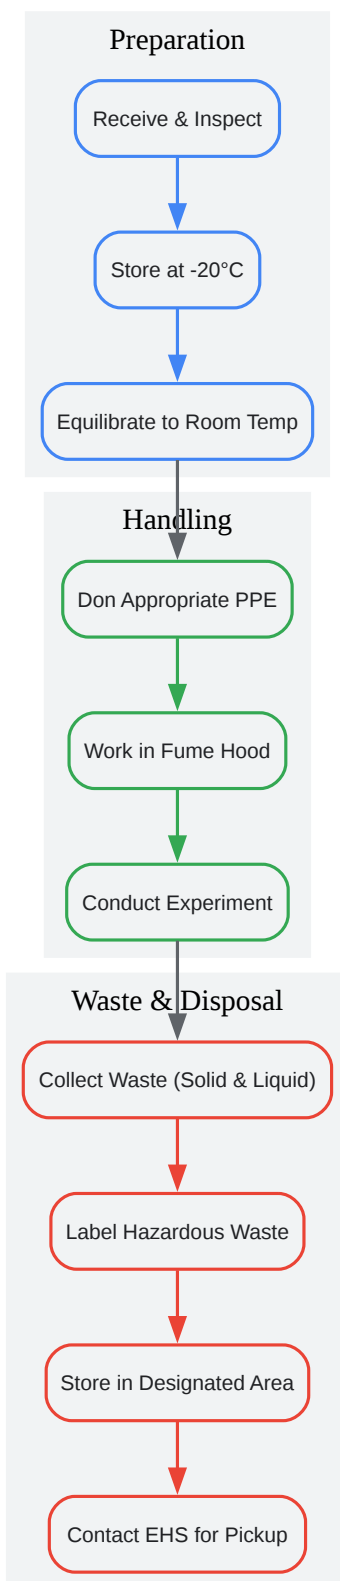 Preparation
Receive & Inspect
Store at -20°C
Equilibrate to Room Temp
Handling
Don Appropriate PPE
Work in Fume Hood
Conduct Experiment
Waste & Disposal
Collect Waste (Solid & Liquid)
Label Hazardous Waste
Store in Designated Area
Contact EHS for Pickup